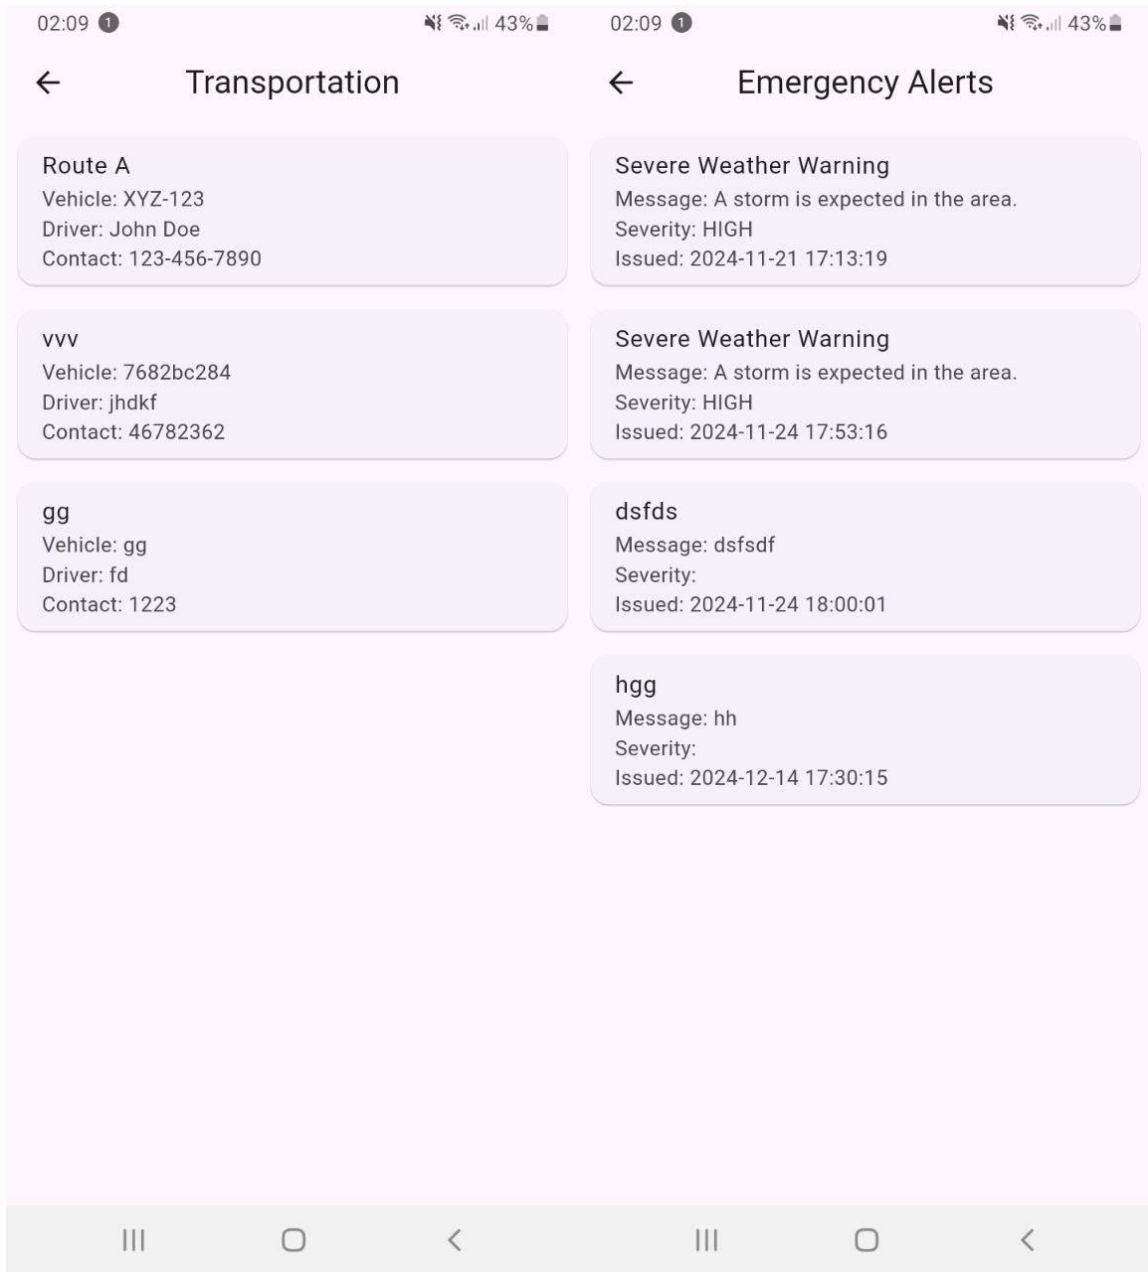 02:09 1 43%
Transportation
Route A
Vehicle: XYZ-123
Driver: John Doe
Contact: 123-456-7890
vvv
Vehicle: 7682bc284
Driver: jhdkf
Contact: 46782362
gg
Vehicle: gg
Driver: fd
Contact: 1223
02:09 1 43%
Emergency Alerts
Severe Weather Warning
Message: A storm is expected in the area.
Severity: HIGH
Issued: 2024-11-21 17:13:19
Severe Weather Warning
Message: A storm is expected in the area.
Severity: HIGH
Issued: 2024-11-24 17:53:16
dsfds
Message: dsfsdf
Severity:
Issued: 2024-11-24 18:00:01
hgg
Message: hh
Severity:
Issued: 2024-12-14 17:30:15